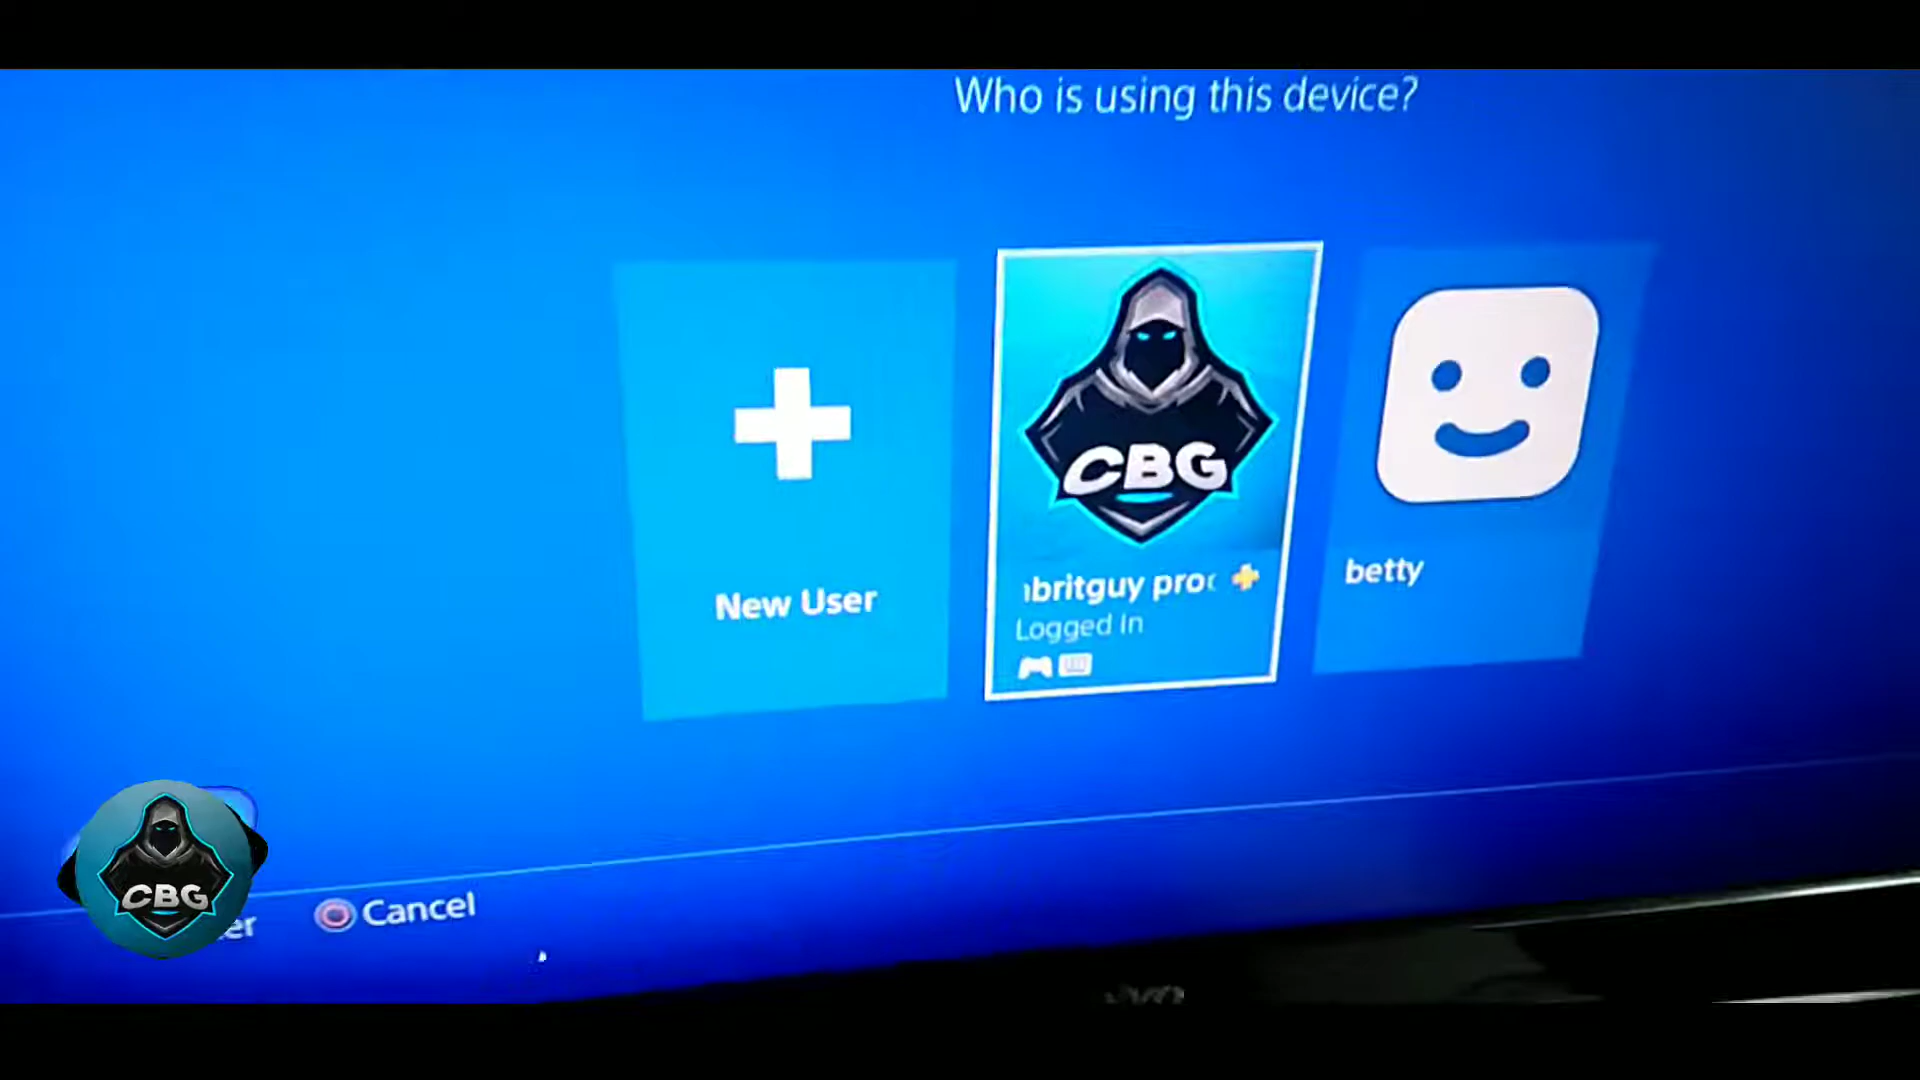 Who is using this device?
New User
CBG
britguy pro
Logged In
betty
CBG
Cancel